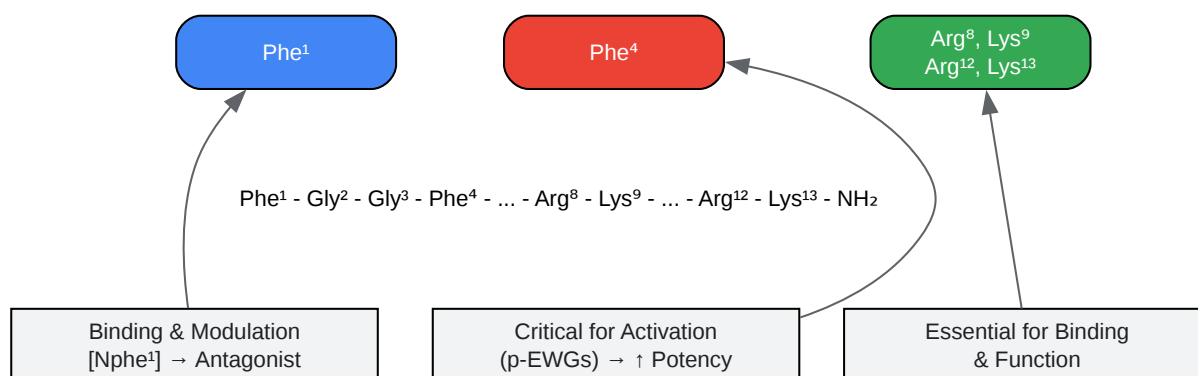 Phe¹
Phe⁴
Arg⁸, Lys⁹
Arg¹², Lys¹³
Phe¹ - Gly² - Gly³ - Phe⁴ - ... - Arg⁸ - Lys⁹ - ... - Arg¹² - Lys¹³ - NH₂
Binding & Modulation
[Nphe¹] → Antagonist
Critical for Activation
(p-EWGs) → ↑ Potency
Essential for Binding
& Function